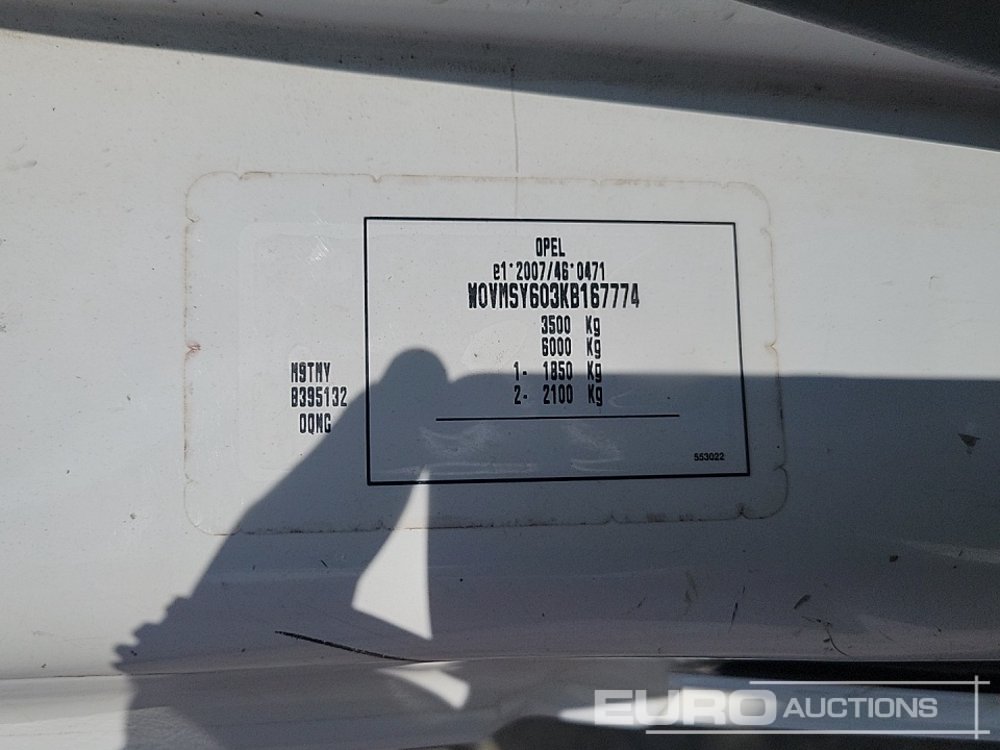 OPEL
e1*2007/46*0471
W0VMSY603KB167774
3500 Kg
6000 Kg
1- 1850 Kg
2- 2100 Kg
M9TMY
B395132
OQNG
553022
EURO AUCTIONS